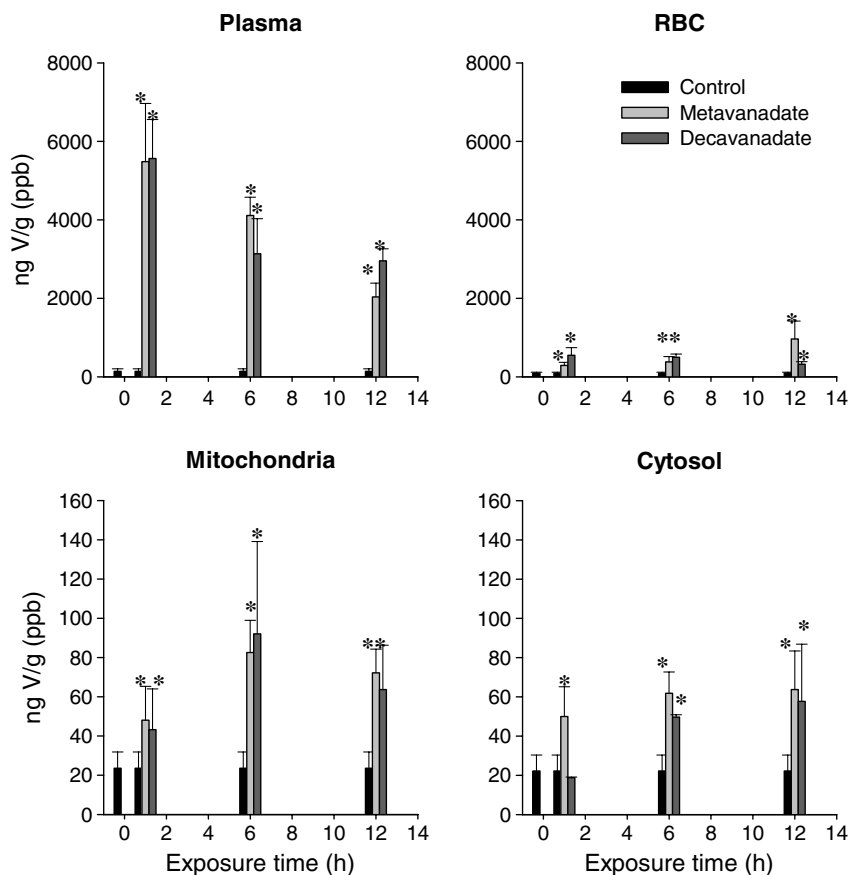 Plasma
RBC
8000
6000
4000
2000
0
ng V/g (ppb)
* * * * * *
0 2 4 6 8 10 12 14
8000
6000
4000
2000
0
Control
Metavanadate
Decavanadate
* * ** * *
0 2 4 6 8 10 12 14
Mitochondria
Cytosol
160
140
120
100
80
60
40
20
0
ng V/g (ppb)
* * * * **
0 2 4 6 8 10 12 14
Exposure time (h)
160
140
120
100
80
60
40
20
0
* * * * *
0 2 4 6 8 10 12 14
Exposure time (h)